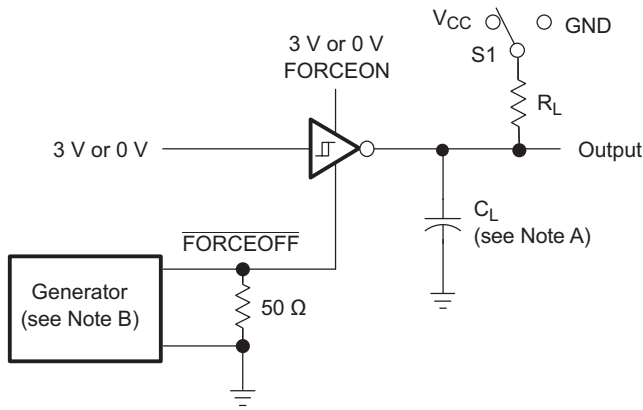 VCC
GND
S1
3 V or 0 V
FORCEON
RL
3 V or 0 V
Output
CL
(see Note A)
FORCEOFF
Generator
(see Note B)
50 Ω